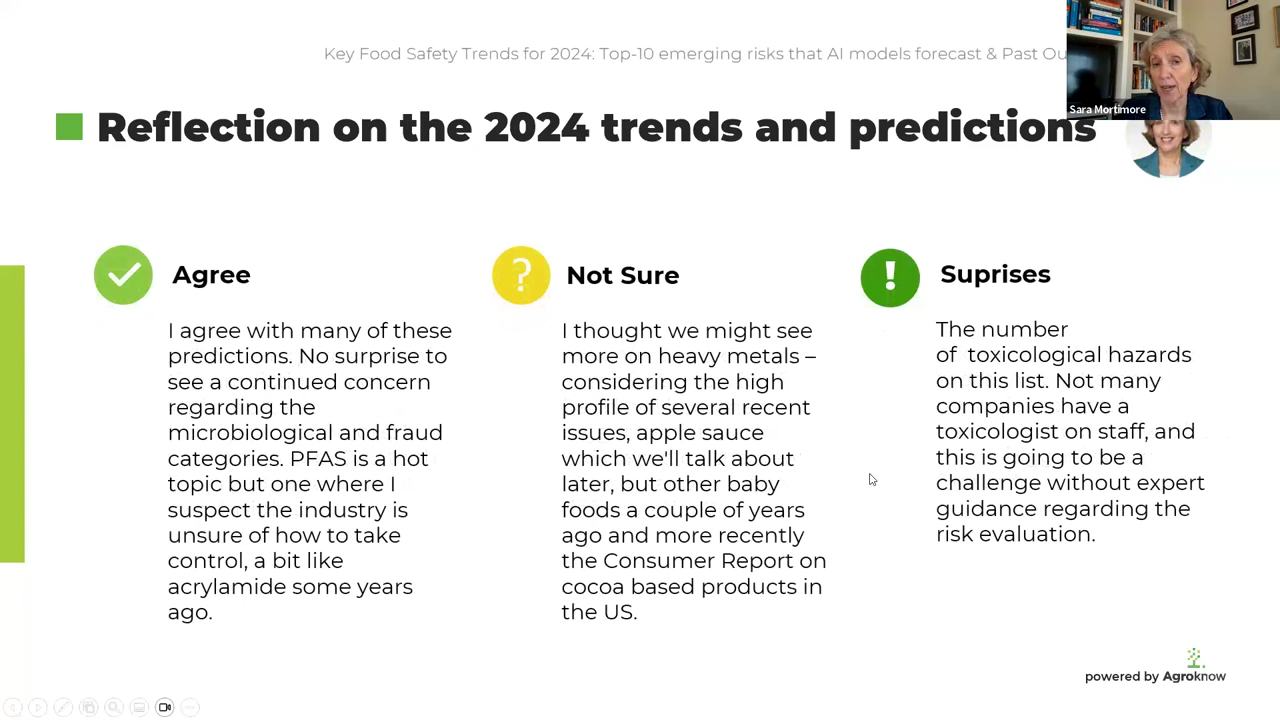 Key Food Safety Trends for 2024: Top-10 emerging risks that AI models forecast & Past
Sara Mortimore
Reflection on the 2024 trends and predictions
Agree
I agree with many of these
predictions. No surprise to
see a continued concern
regarding the
microbiological and fraud
categories. PFAS is a hot
topic but one where I
suspect the industry is
unsure of how to take
control, a bit like
acrylamide some years
ago.
Not Sure
I thought we might see
more on heavy metals –
considering the high
profile of several recent
issues, apple sauce
which we'll talk about
later, but other baby
foods a couple of years
ago and more recently
the Consumer Report on
cocoa based products in
the US.
Suprises
The number
of  toxicological hazards
on this list. Not many
companies have a
toxicologist on staff, and
this is going to be a
challenge without expert
guidance regarding the
risk evaluation.
powered by Agroknow